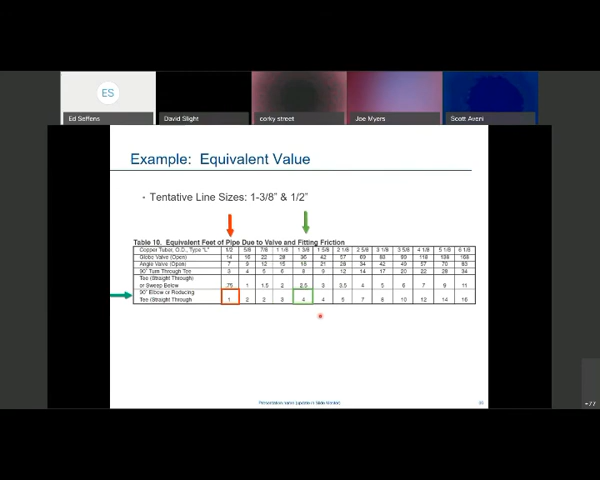 ES
Ed Seffens
David Slight
corky street
Joe Myers
Scott Aveni
Example: Equivalent Value
- Tentative Line Sizes: 1-3/8" & 1/2"
Table 10. Equivalent Feet of Pipe Due to Valve and Fitting Friction
Copper Tube, O.D., Type "L" 1/2 5/8 7/8 1 1/8 1 3/8 1 5/8 2 1/8 2 5/8 3 1/8 3 5/8 4 1/8 5 1/8 6 1/8
Globe Valve (Open) 14 16 22 28 36 42 57 69 83 99 118 138 168
Angle Valve (Open) 7 9 12 15 18 21 28 34 42 49 57 70 83
90° Turn Through Tee 3 4 5 6 8 9 12 14 17 20 22 28 34
Tee (Straight Through)
or Sweep Below .75 1 1.5 2 2.5 3 3.5 4 5 6 7 9 11
90° Elbow or Reducing
Tee (Straight Through 1 2 2 3 4 4 5 7 8 10 12 14 16
+77